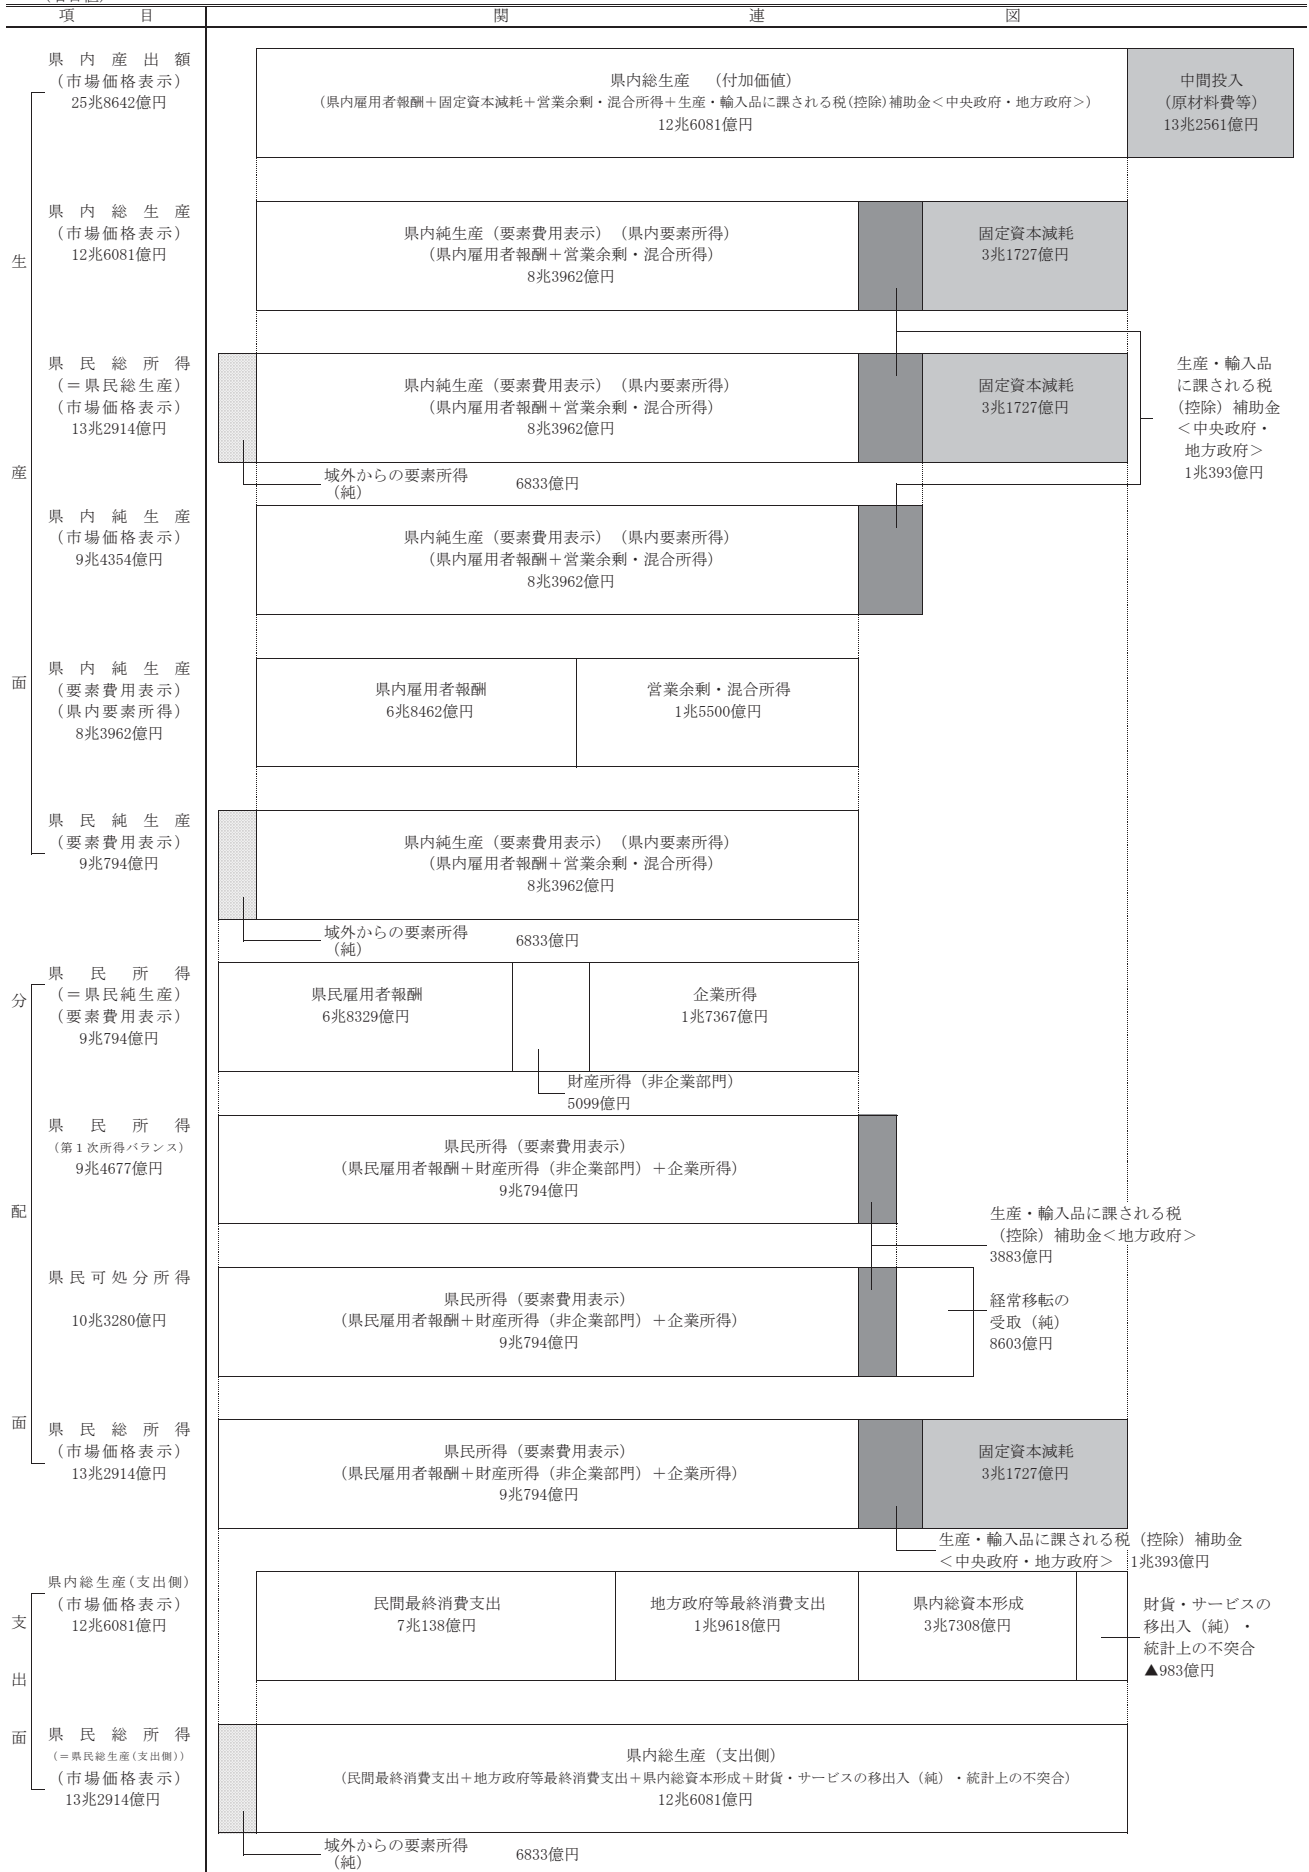 項目
関連図
県内産出額
（市場価格表示）
25兆8642億円
県内総生産　（付加価値）
（県内雇用者報酬＋固定資本減耗＋営業余剰・混合所得＋生産・輸入品に課される税（控除）補助金＜中央政府・地方政府＞）
12兆6081億円
中間投入
（原材料費等）
13兆2561億円
生産面
県内総生産
（市場価格表示）
12兆6081億円
県内純生産（要素費用表示）（県内要素所得）
（県内雇用者報酬＋営業余剰・混合所得）
8兆3962億円
固定資本減耗
3兆1727億円
県民総所得
（＝県民総生産）
（市場価格表示）
13兆2914億円
県内純生産（要素費用表示）（県内要素所得）
（県内雇用者報酬＋営業余剰・混合所得）
8兆3962億円
固定資本減耗
3兆1727億円
生産・輸入品
に課される税
（控除）補助金
＜中央政府・
地方政府＞
1兆393億円
域外からの要素所得
（純）
6833億円
県内純生産
（市場価格表示）
9兆4354億円
県内純生産（要素費用表示）（県内要素所得）
（県内雇用者報酬＋営業余剰・混合所得）
8兆3962億円
県内純生産
（要素費用表示）
（県内要素所得）
8兆3962億円
県内雇用者報酬
6兆8462億円
営業余剰・混合所得
1兆5500億円
県民純生産
（要素費用表示）
9兆794億円
県内純生産（要素費用表示）（県内要素所得）
（県内雇用者報酬＋営業余剰・混合所得）
8兆3962億円
域外からの要素所得
（純）
6833億円
分配面
県民所得
（＝県民純生産）
（要素費用表示）
9兆794億円
県民雇用者報酬
6兆8329億円
企業所得
1兆7367億円
財産所得（非企業部門）
5099億円
県民所得
（第１次所得バランス）
9兆4677億円
県民所得（要素費用表示）
（県民雇用者報酬＋財産所得（非企業部門）＋企業所得）
9兆794億円
生産・輸入品に課される税
（控除）補助金＜地方政府＞
3883億円
県民可処分所得
10兆3280億円
県民所得（要素費用表示）
（県民雇用者報酬＋財産所得（非企業部門）＋企業所得）
9兆794億円
経常移転の
受取（純）
8603億円
県民総所得
（市場価格表示）
13兆2914億円
県民所得（要素費用表示）
（県民雇用者報酬＋財産所得（非企業部門）＋企業所得）
9兆794億円
固定資本減耗
3兆1727億円
生産・輸入品に課される税（控除）補助金
＜中央政府・地方政府＞　1兆393億円
支出面
県内総生産（支出側）
（市場価格表示）
12兆6081億円
民間最終消費支出
7兆138億円
地方政府等最終消費支出
1兆9618億円
県内総資本形成
3兆7308億円
財貨・サービスの
移出入（純）・
統計上の不突合
▲983億円
県民総所得
（＝県民総生産（支出側））
（市場価格表示）
13兆2914億円
県内総生産（支出側）
（民間最終消費支出＋地方政府等最終消費支出＋県内総資本形成＋財貨・サービスの移出入（純）・統計上の不突合）
12兆6081億円
域外からの要素所得
（純）
6833億円